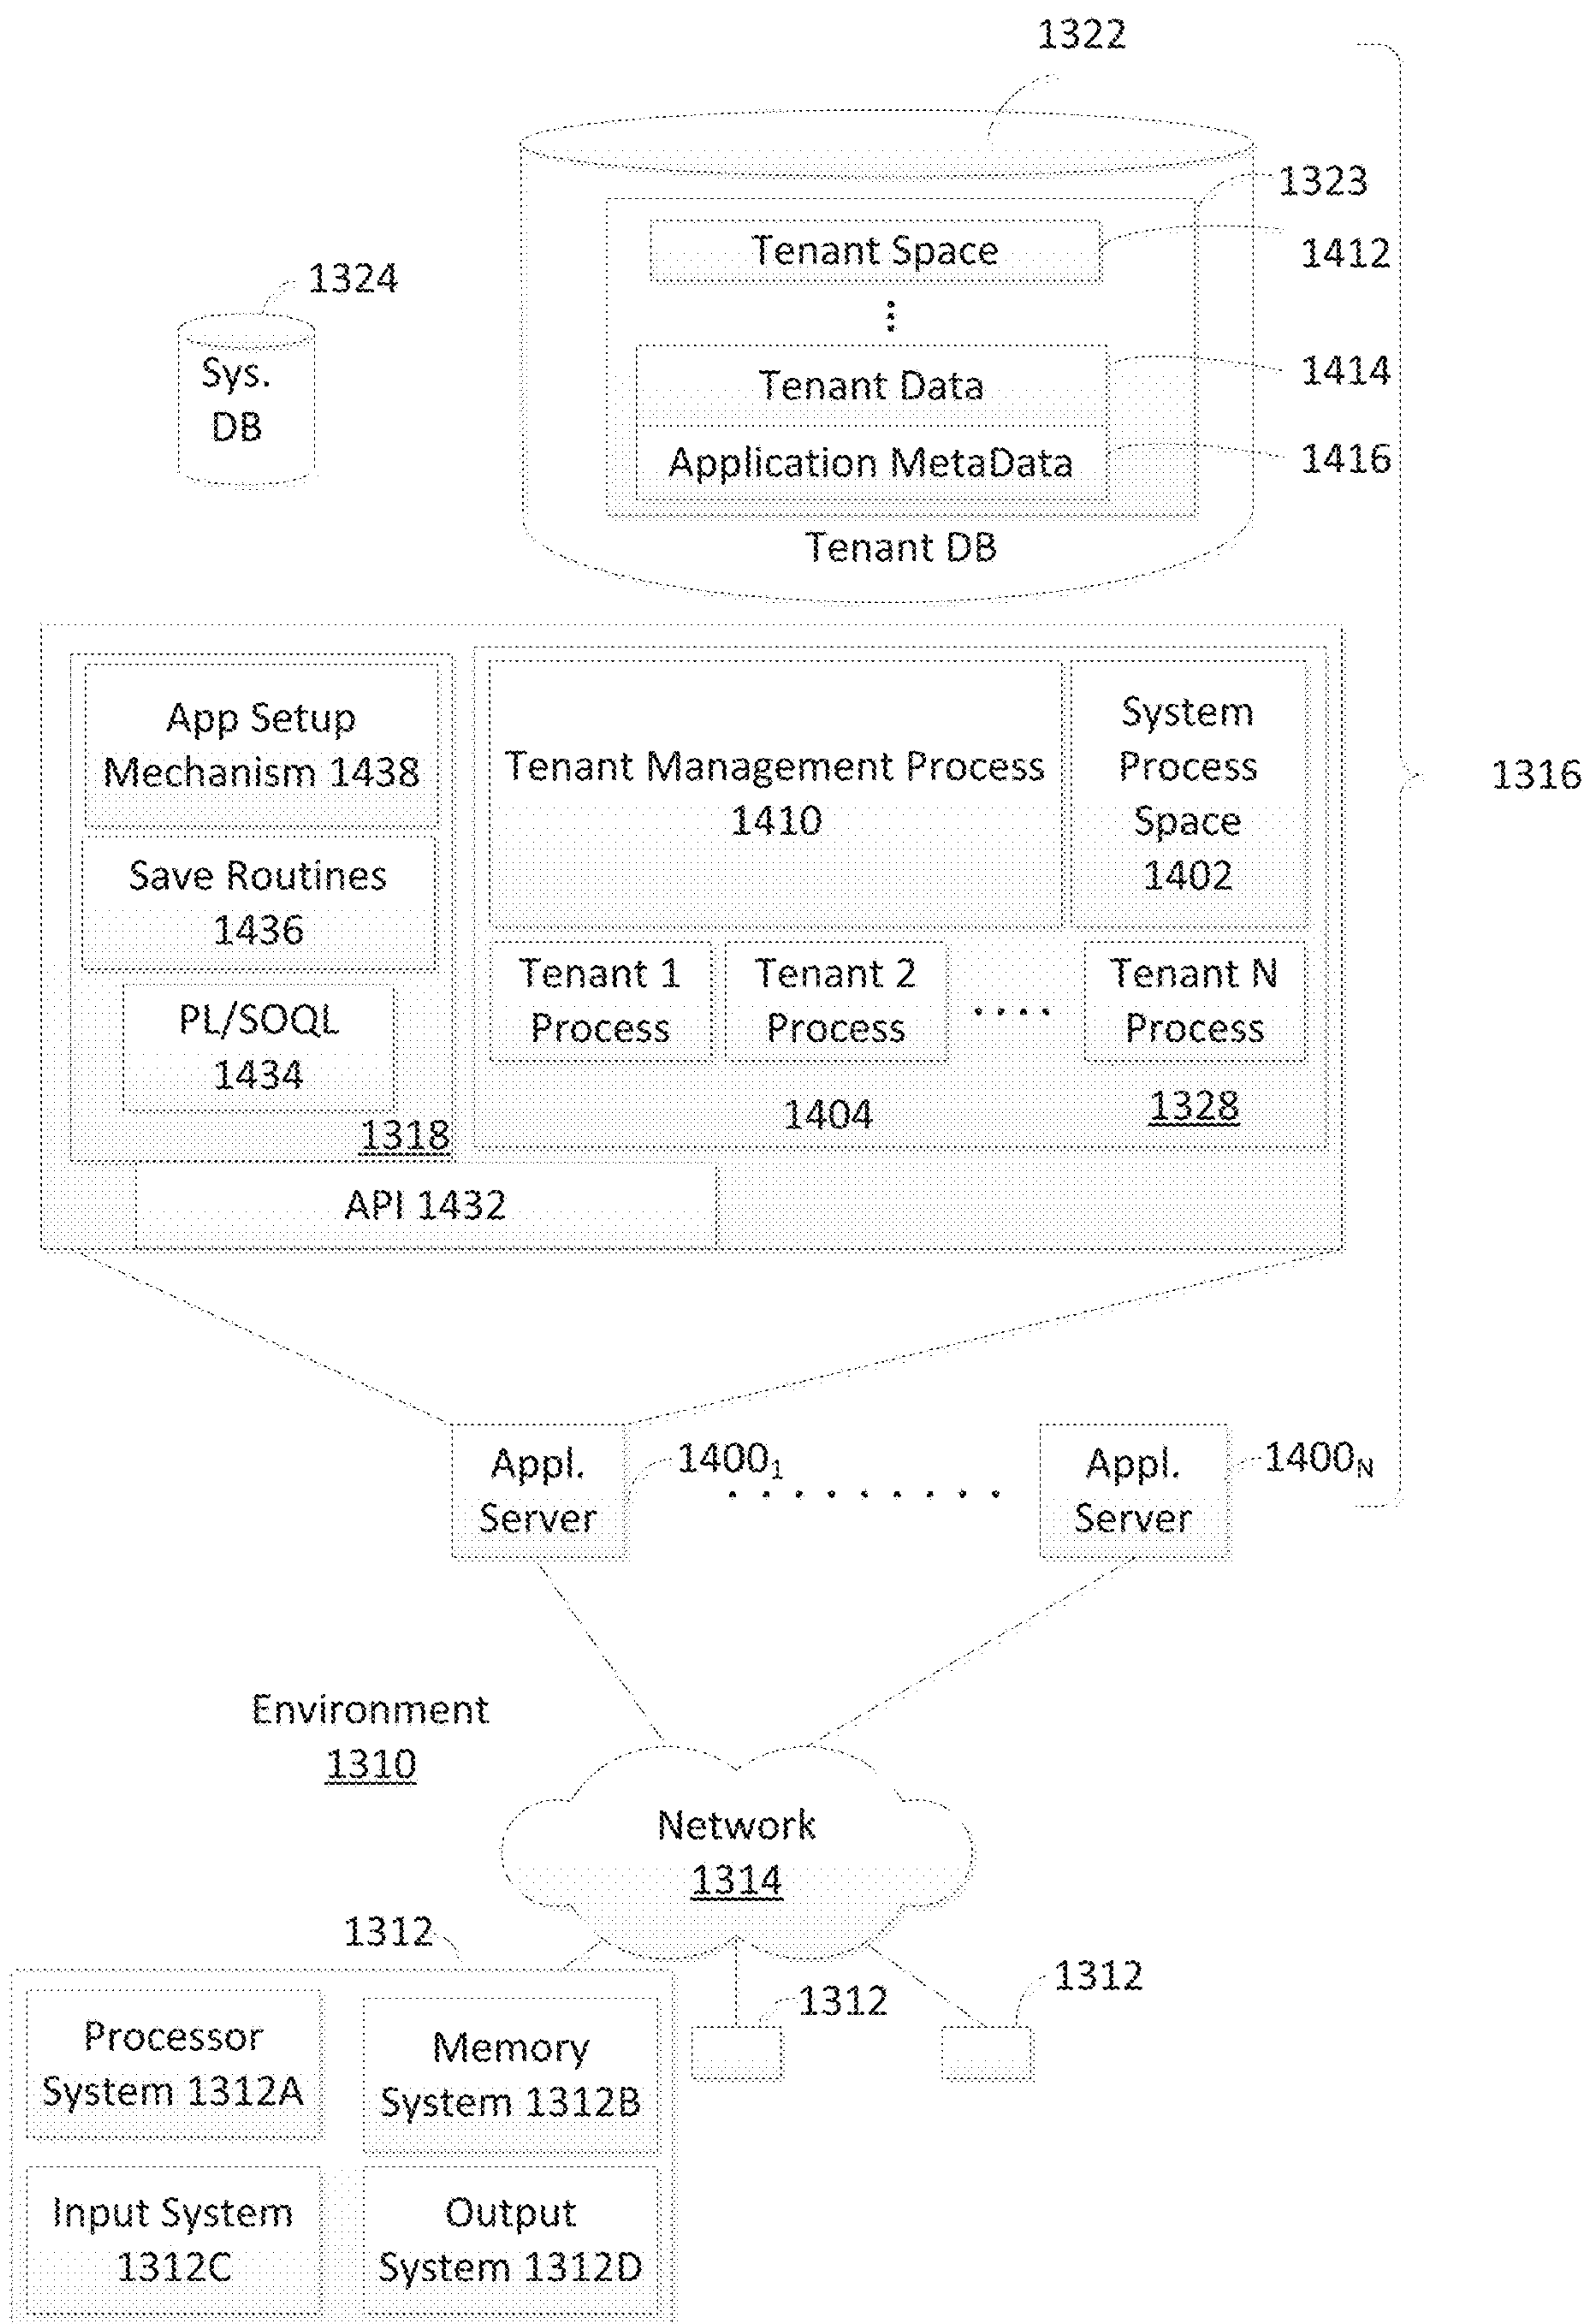 1322
1323
Tenant Space
1412
1324
Sys.
DB
Tenant Data
1414
Application MetaData
1416
Tenant DB
App Setup
Mechanism 1438
Tenant Management Process
1410
System
Process
Space
1402
1316
Save Routines
1436
Tenant 1
Process
Tenant 2
Process
Tenant N
Process
PL/SOQL
1434
1404
1328
1318
API 1432
Appl.
Server
1400₁
Appl.
Server
1400N
Environment
1310
Network
1314
1312
1312
1312
Processor
System 1312A
Memory
System 1312B
Input System
1312C
Output
System 1312D